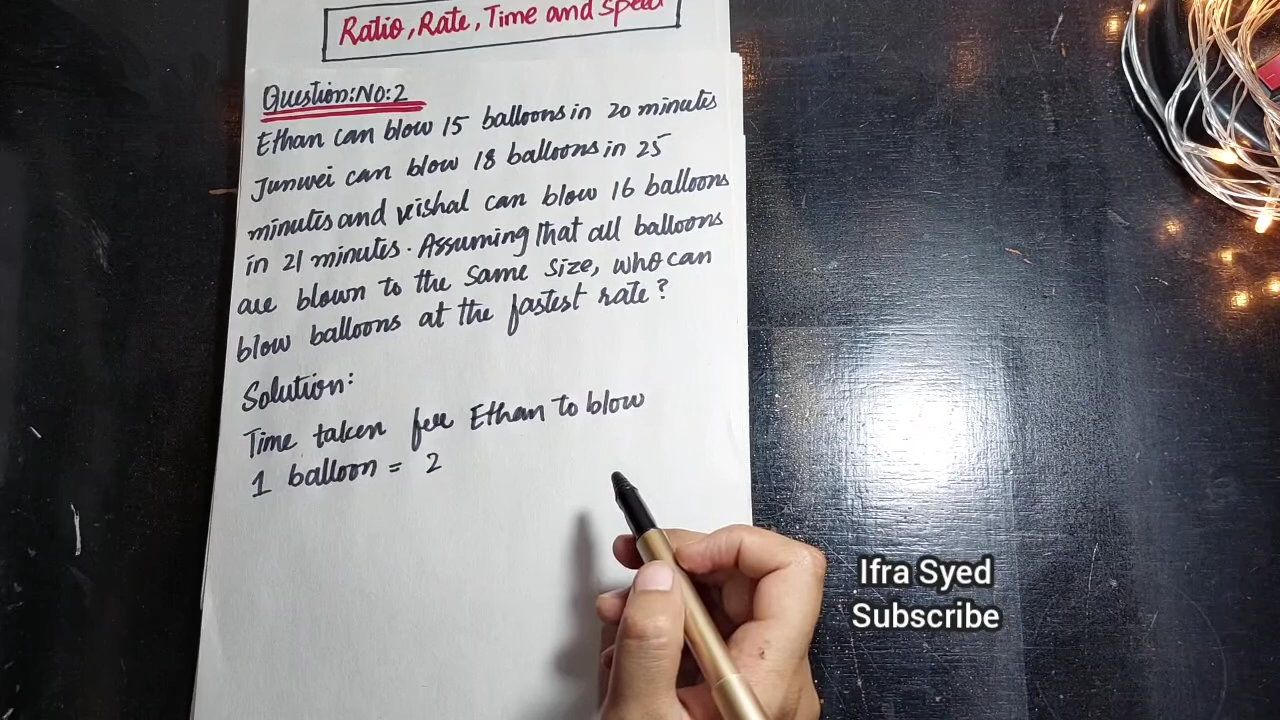 Ratio, Rate, Time and Speed
Question:No:2
Ethan can blow 15 balloons in 20 minutes
Junwei can blow 18 balloons in 25
minutes and vishal can blow 16 balloons
in 21 minutes. Assuming that all balloons
are blown to the same size, who can
blow balloons at the fastest rate?
Solution:
Time taken for Ethan to blow
1 balloon = 2
Ifra Syed
Subscribe